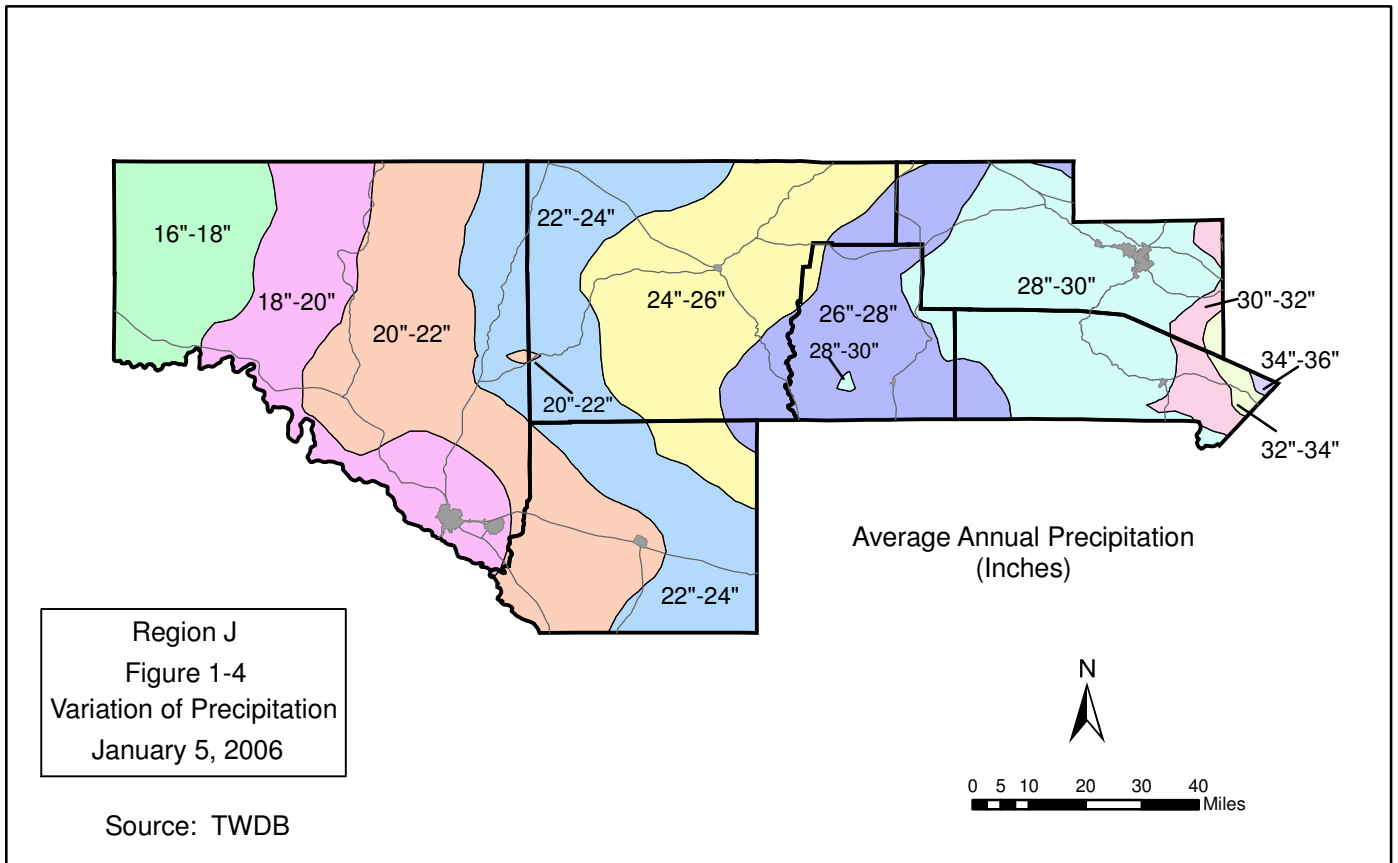 16"-18"
18"-20"
20"-22"
22"-24"
24"-26"
26"-28"
28"-30"
28"-30"
30"-32"
34"-36"
32"-34"
20"-22"
22"-24"
Average Annual Precipitation
(Inches)
Region J
Figure 1-4
Variation of Precipitation
January 5, 2006
Source: TWDB
N
0 5 10 20 30 40
Miles